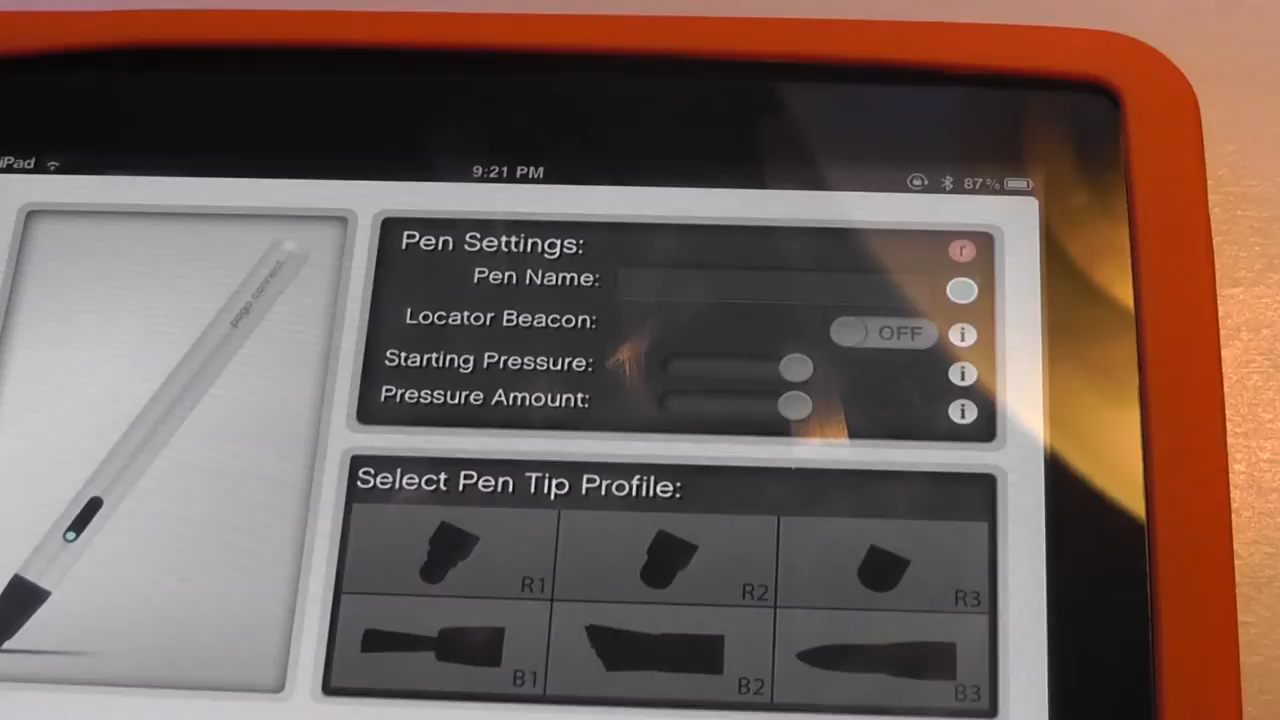 iPad 9:21 PM 87%
pogo connect
Pen Settings: r
Pen Name:
Locator Beacon: OFF i
Starting Pressure: i
Pressure Amount: i
Select Pen Tip Profile:
R1 R2 R3
B1 B2 B3